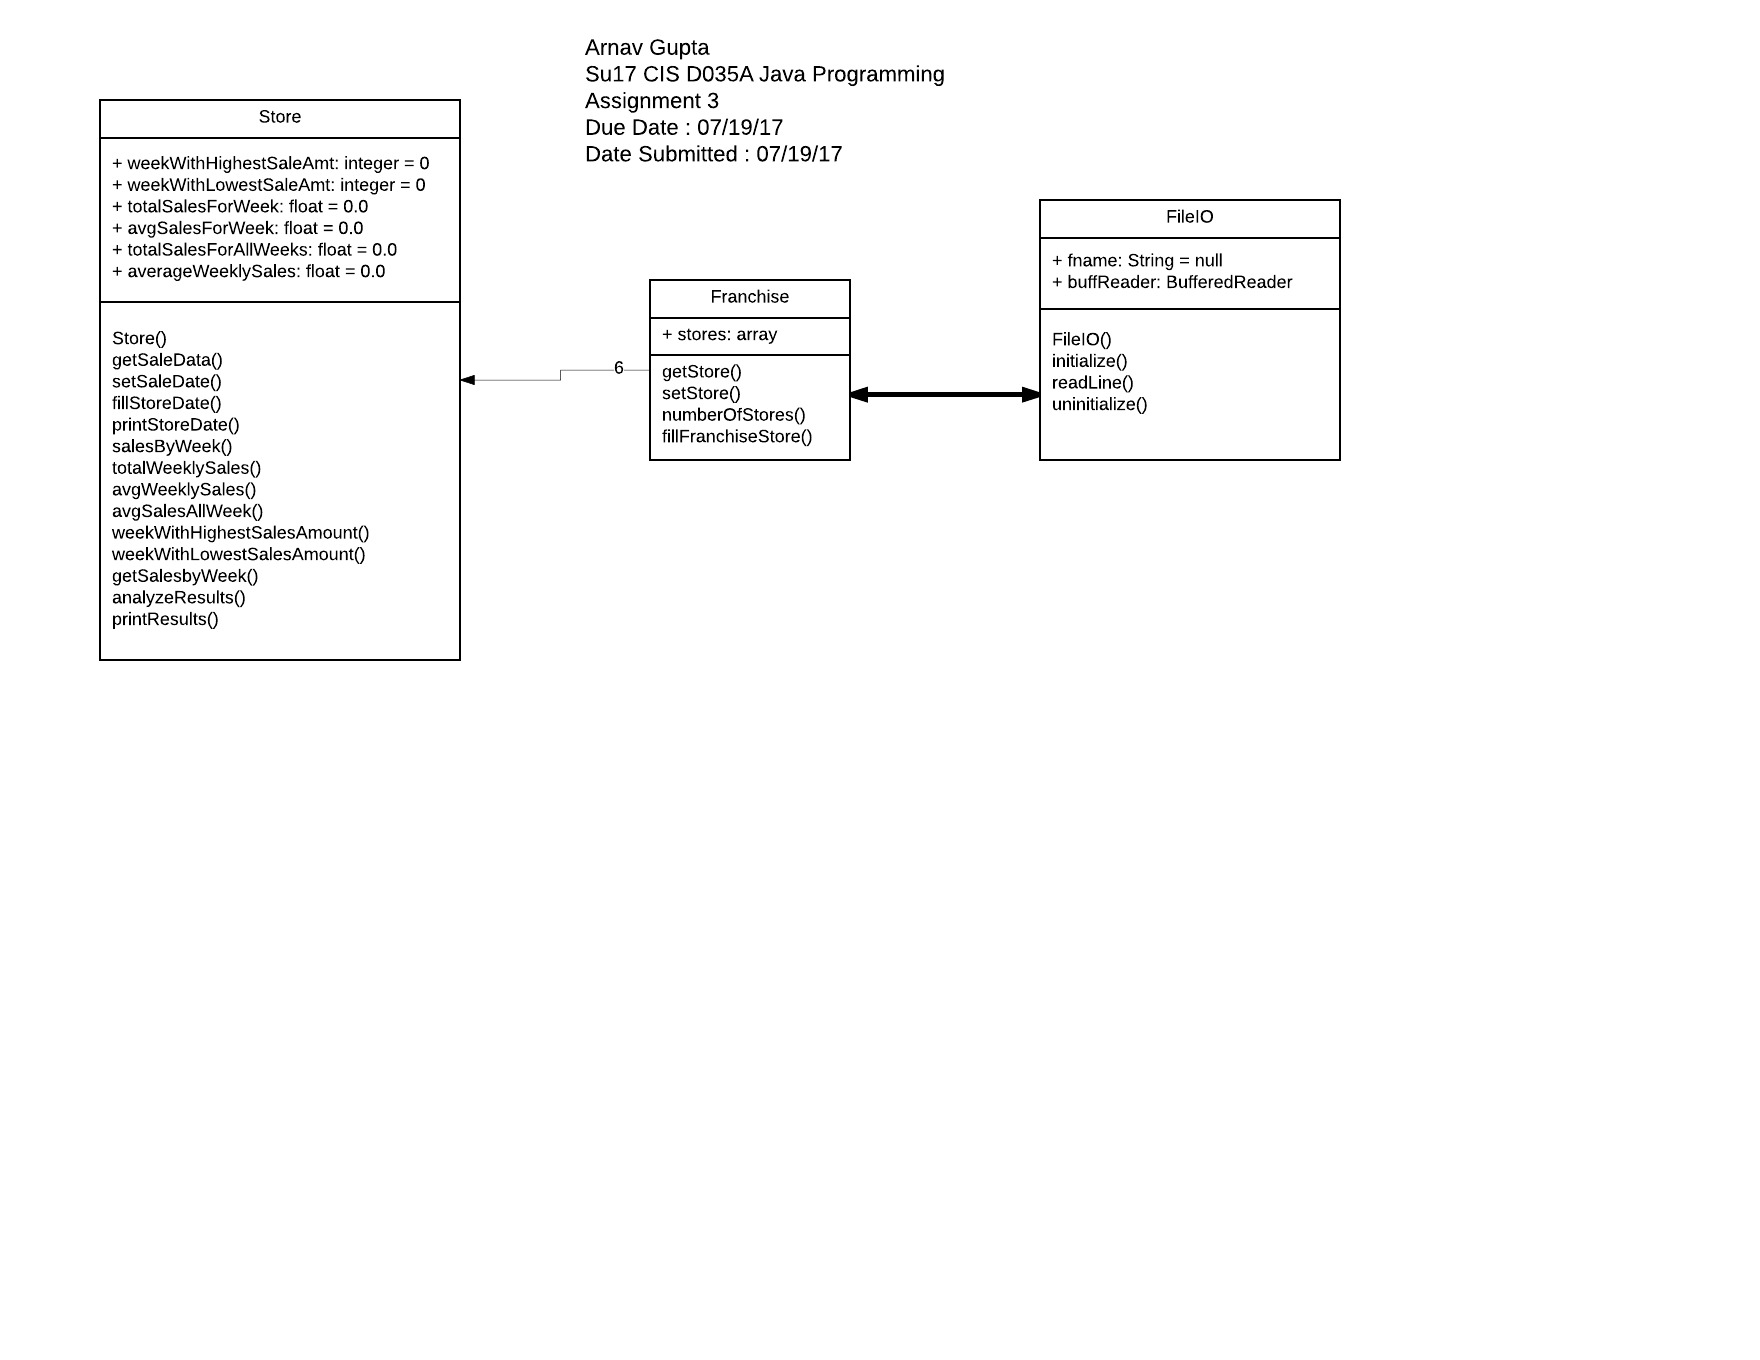 Arnav Gupta
Su17 CIS D035A Java Programming
Assignment 3
Due Date : 07/19/17
Date Submitted : 07/19/17
Store
+ weekWithHighestSaleAmt: integer = 0
+ weekWithLowestSaleAmt: integer = 0
+ totalSalesForWeek: float = 0.0
+ avgSalesForWeek: float = 0.0
+ totalSalesForAllWeeks: float = 0.0
+ averageWeeklySales: float = 0.0
Store()
getSaleData()
setSaleDate()
fillStoreDate()
printStoreDate()
salesByWeek()
totalWeeklySales()
avgWeeklySales()
avgSalesAllWeek()
weekWithHighestSalesAmount()
weekWithLowestSalesAmount()
getSalesbyWeek()
analyzeResults()
printResults()
6
Franchise
+ stores: array
getStore()
setStore()
numberOfStores()
fillFranchiseStore()
FileIO
+ fname: String = null
+ buffReader: BufferedReader
FileIO()
initialize()
readLine()
uninitialize()